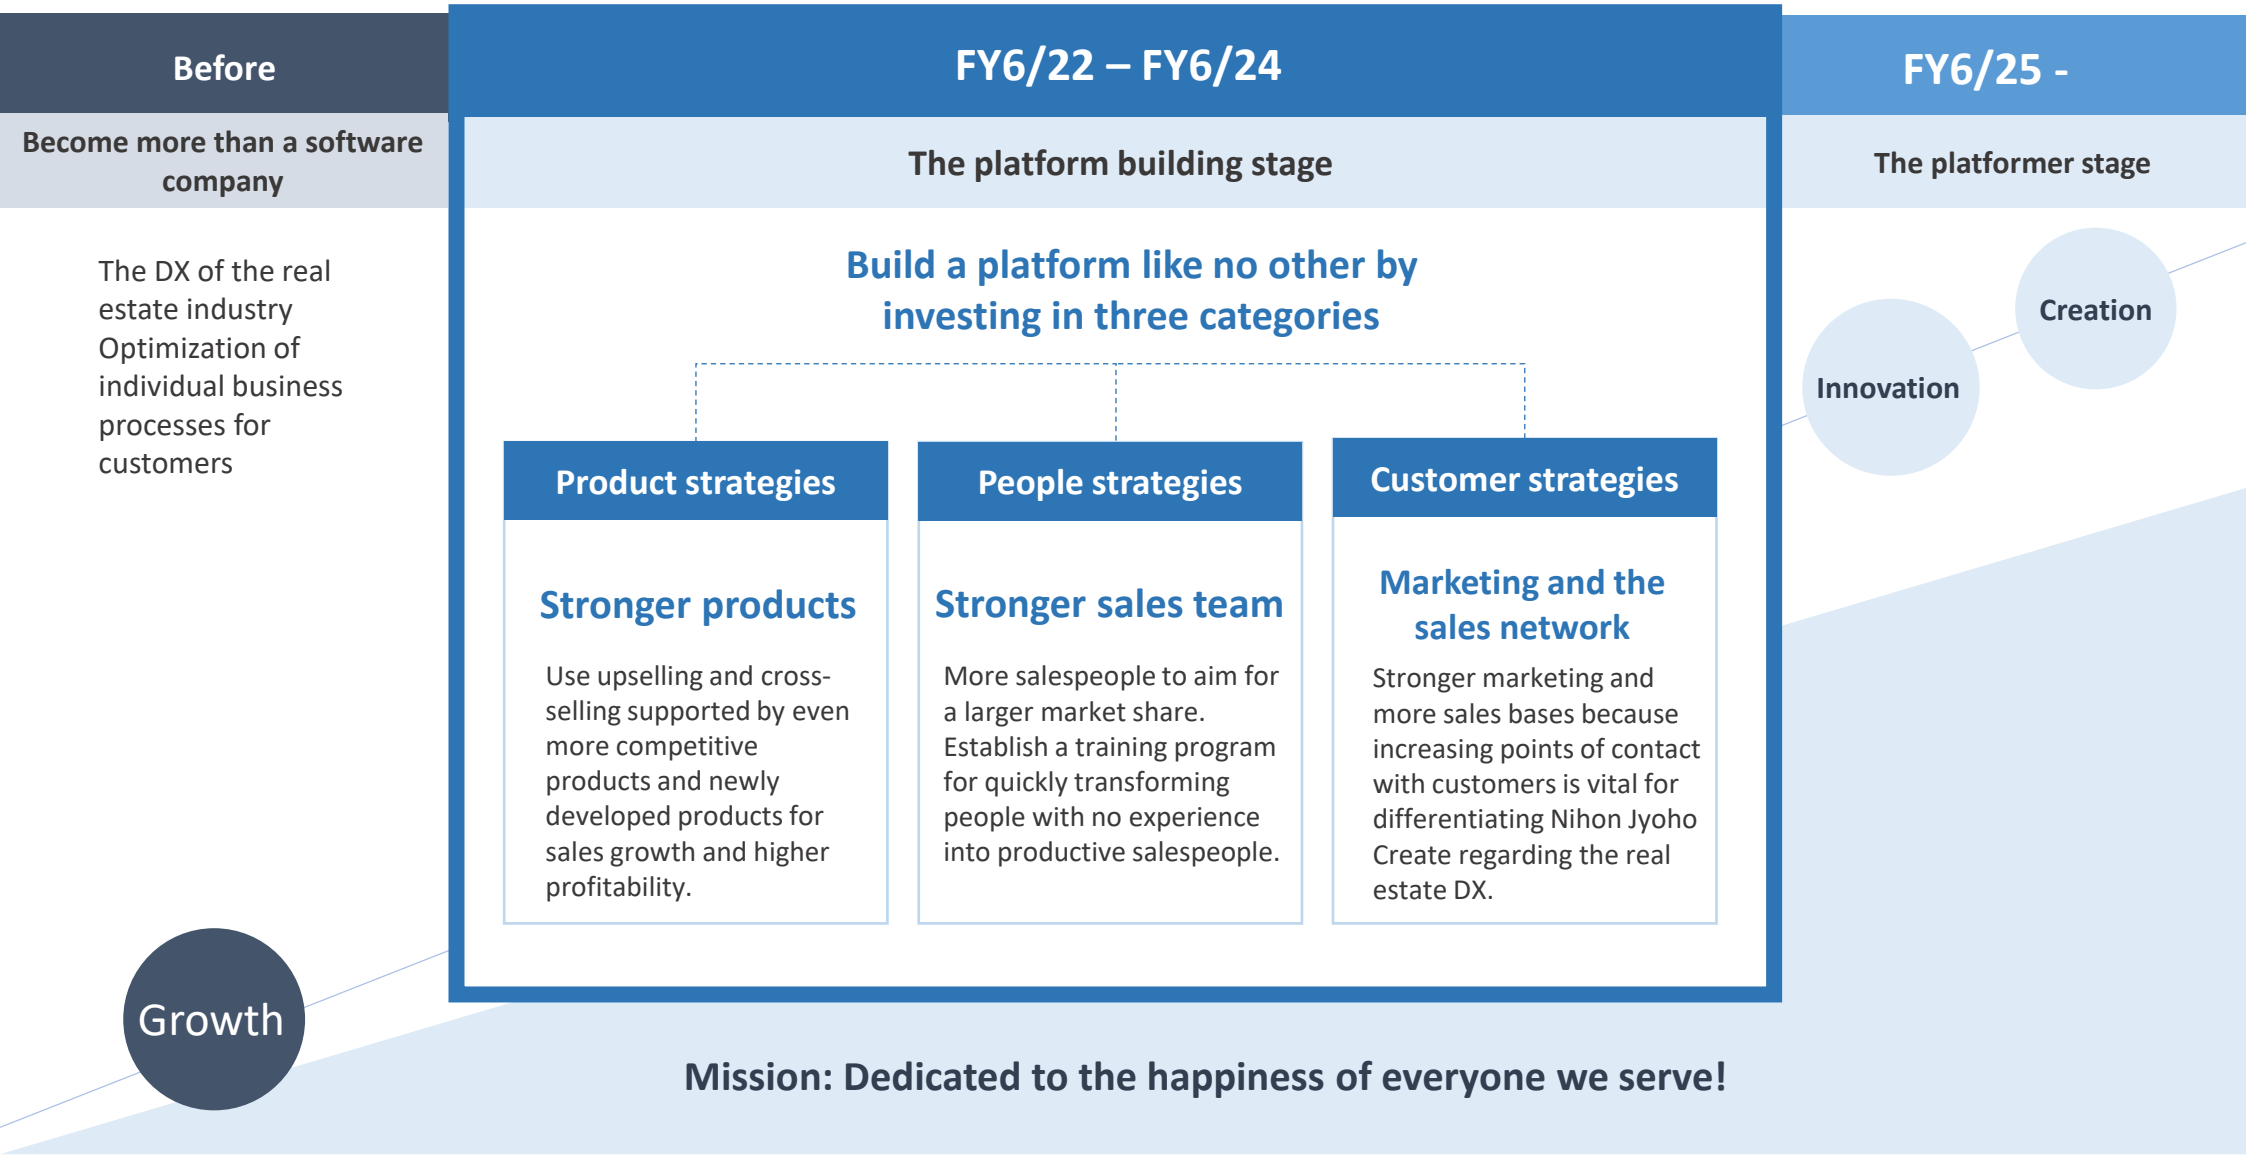 Before
Become more than a software
company
The DX of the real
estate industry
Optimization of
individual business
processes for
customers
Growth
FY6/22 – FY6/24
The platform building stage
Build a platform like no other by
investing in three categories
Product strategies
Stronger products
Use upselling and cross-
selling supported by even
more competitive
products and newly
developed products for
sales growth and higher
profitability.
People strategies
Stronger sales team
More salespeople to aim for
a larger market share.
Establish a training program
for quickly transforming
people with no experience
into productive salespeople.
Customer strategies
Marketing and the
sales network
Stronger marketing and
more sales bases because
increasing points of contact
with customers is vital for
differentiating Nihon Jyoho
Create regarding the real
estate DX.
FY6/25 -
The platformer stage
Innovation
Creation
Mission: Dedicated to the happiness of everyone we serve!